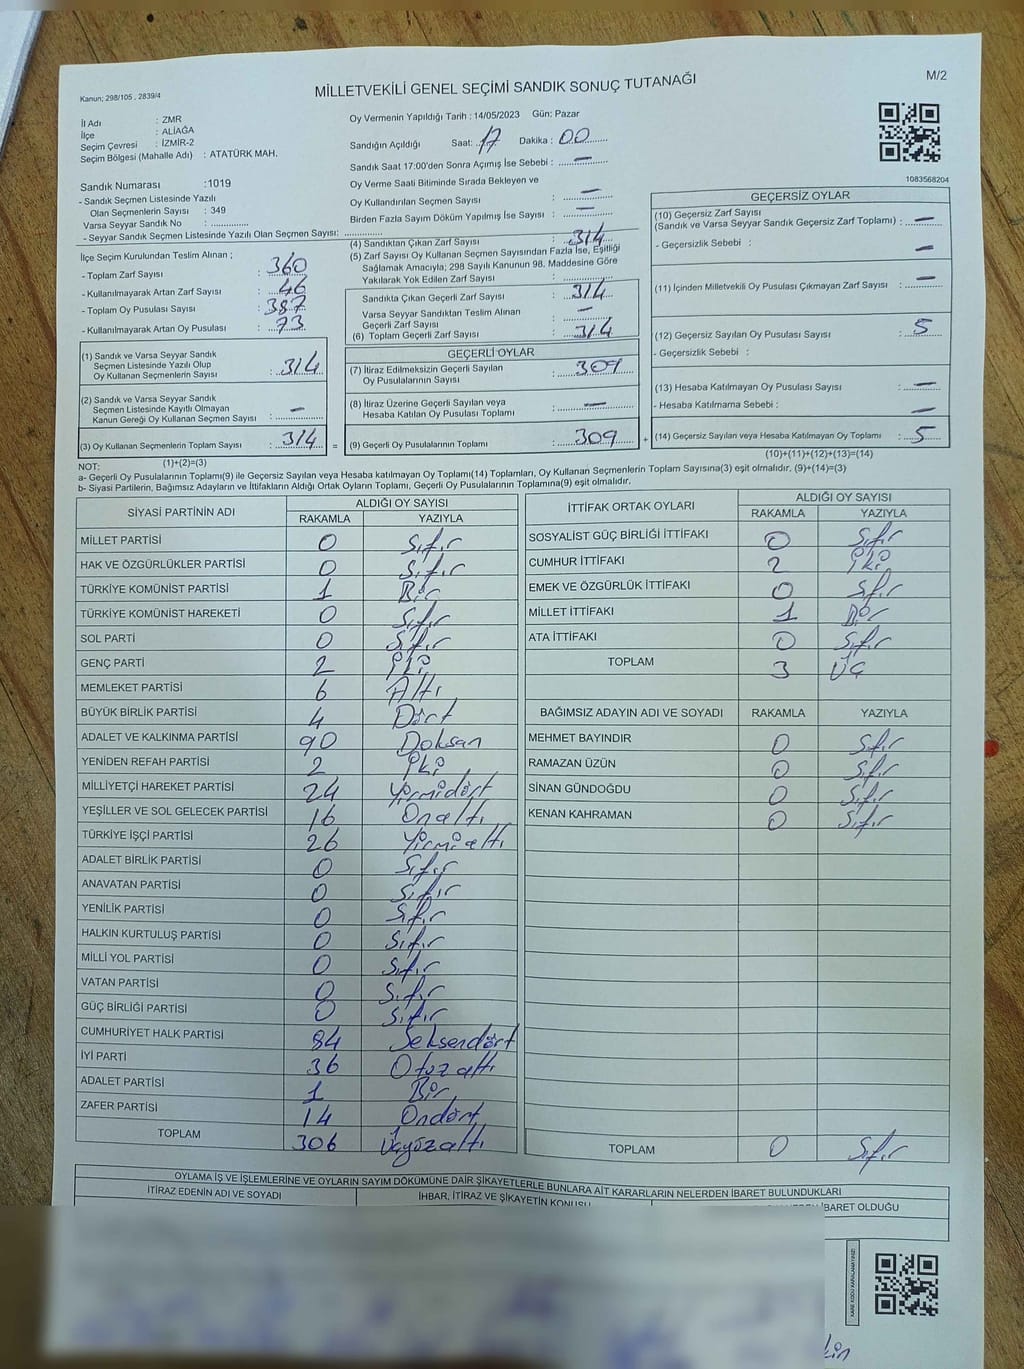 Kanun; 298/105 , 2839/4
MİLLETVEKİLİ GENEL SEÇİMİ SANDIK SONUÇ TUTANAĞI
M/2
İl Adı : ZMR
İlçe : ALİAĞA
Seçim Çevresi : İZMİR-2
Seçim Bölgesi (Mahalle Adı) : ATATÜRK MAH.
Oy Vermenin Yapıldığı Tarih : 14/05/2023 Gün: Pazar
Sandığın Açıldığı Saat: 17 Dakika : 00
Sandık Saat 17:00'den Sonra Açımış İse Sebebi : —
Oy Verme Saati Bitiminde Sırada Bekleyen ve
Oy Kullandırılan Seçmen Sayısı : —
Birden Fazla Sayım Döküm Yapılmış İse Sayısı : —
1083568204
Sandık Numarası :1019
- Sandık Seçmen Listesinde Yazılı
Olan Seçmenlerin Sayısı : 349
Varsa Seyyar Sandık No :
- Seyyar Sandık Seçmen Listesinde Yazılı Olan Seçmen Sayısı:
İlçe Seçim Kurulundan Teslim Alınan ;
- Toplam Zarf Sayısı : 360
- Kullanılmayarak Artan Zarf Sayısı : 46
- Toplam Oy Pusulası Sayısı : 387
- Kullanılmayarak Artan Oy Pusulası : 73
(1) Sandık ve Varsa Seyyar Sandık
Seçmen Listesinde Yazılı Olup
Oy Kullanan Seçmenlerin Sayısı : 314
(2) Sandık ve Varsa Seyyar Sandık
Seçmen Listesinde Kayıtlı Olmayan
Kanun Gereği Oy Kullanan Seçmen Sayısı : —
(3) Oy Kullanan Seçmenlerin Toplam Sayısı : 314 =
(1)+(2)=(3)
(4) Sandıktan Çıkan Zarf Sayısı : 314
(5) Zarf Sayısı Oy Kullanan Seçmen Sayısından Fazla İse, Eşitliği
Sağlamak Amacıyla; 298 Sayılı Kanunun 98. Maddesine Göre
Yakılarak Yok Edilen Zarf Sayısı :
Sandıkta Çıkan Geçerli Zarf Sayısı : 314
Varsa Seyyar Sandıktan Teslim Alınan
Geçerli Zarf Sayısı : —
(6) Toplam Geçerli Zarf Sayısı : 314
GEÇERLİ OYLAR
(7) İtiraz Edilmeksizin Geçerli Sayılan
Oy Pusulalarının Sayısı : 309
(8) İtiraz Üzerine Geçerli Sayılan veya
Hesaba Katılan Oy Pusulası Toplamı : —
(9) Geçerli Oy Pusulalarının Toplamı : 309 +
GEÇERSİZ OYLAR
(10) Geçersiz Zarf Sayısı
(Sandık ve Varsa Seyyar Sandık Geçersiz Zarf Toplamı) : —
- Geçersizlik Sebebi : —
(11) İçinden Milletvekili Oy Pusulası Çıkmayan Zarf Sayısı : —
(12) Geçersiz Sayılan Oy Pusulası Sayısı : 5
- Geçersizlik Sebebi :
(13) Hesaba Katılmayan Oy Pusulası Sayısı : —
- Hesaba Katılmama Sebebi : —
(14) Geçersiz Sayılan veya Hesaba Katılmayan Oy Toplamı : 5
(10)+(11)+(12)+(13)=(14)
NOT:
a- Geçerli Oy Pusulalarının Toplamı(9) ile Geçersiz Sayılan veya Hesaba katılmayan Oy Toplamı(14) Toplamları, Oy Kullanan Seçmenlerin Toplam Sayısına(3) eşit olmalıdır. (9)+(14)=(3)
b- Siyasi Partilerin, Bağımsız Adayların ve İttifakların Aldığı Ortak Oyların Toplamı, Geçerli Oy Pusulalarının Toplamına(9) eşit olmalıdır.
SİYASİ PARTİNİN ADI ALDIĞI OY SAYISI
RAKAMLA YAZIYLA
MİLLET PARTİSİ 0 Sıfır
HAK VE ÖZGÜRLÜKLER PARTİSİ 0 Sıfır
TÜRKİYE KOMÜNİST PARTİSİ 1 Bir
TÜRKİYE KOMÜNİST HAREKETİ 0 Sıfır
SOL PARTİ 0 Sıfır
GENÇ PARTİ 2 İki
MEMLEKET PARTİSİ 6 Altı
BÜYÜK BİRLİK PARTİSİ 4 Dört
ADALET VE KALKINMA PARTİSİ 90 Doksan
YENİDEN REFAH PARTİSİ 2 İki
MİLLİYETÇİ HAREKET PARTİSİ 24 Yirmidört
YEŞİLLER VE SOL GELECEK PARTİSİ 16 Onaltı
TÜRKİYE İŞÇİ PARTİSİ 26 Yirmialtı
ADALET BİRLİK PARTİSİ 0 Sıfır
ANAVATAN PARTİSİ 0 Sıfır
YENİLİK PARTİSİ 0 Sıfır
HALKIN KURTULUŞ PARTİSİ 0 Sıfır
MİLLİ YOL PARTİSİ 0 Sıfır
VATAN PARTİSİ 0 Sıfır
GÜÇ BİRLİĞİ PARTİSİ 0 Sıfır
CUMHURİYET HALK PARTİSİ 84 Seksendört
İYİ PARTİ 36 Otuzaltı
ADALET PARTİSİ 1 Bir
ZAFER PARTİSİ 14 Ondört
TOPLAM 306 Üçyüzaltı
İTTİFAK ORTAK OYLARI ALDIĞI OY SAYISI
RAKAMLA YAZIYLA
SOSYALİST GÜÇ BİRLİĞİ İTTİFAKI 0 Sıfır
CUMHUR İTTİFAKI 2 İki
EMEK VE ÖZGÜRLÜK İTTİFAKI 0 Sıfır
MİLLET İTTİFAKI 1 Bir
ATA İTTİFAKI 0 Sıfır
TOPLAM 3 Üç
BAĞIMSIZ ADAYIN ADI VE SOYADI RAKAMLA YAZIYLA
MEHMET BAYINDIR 0 Sıfır
RAMAZAN ÜZÜN 0 Sıfır
SİNAN GÜNDOĞDU 0 Sıfır
KENAN KAHRAMAN 0 Sıfır
TOPLAM 0 Sıfır
OYLAMA İŞ VE İŞLEMLERİNE VE OYLARIN SAYIM DÖKÜMÜNE DAİR ŞİKAYETLERLE BUNLARA AİT KARARLARIN NELERDEN İBARET BULUNDUKLARI
İTİRAZ EDENİN ADI VE SOYADI İHBAR, İTİRAZ VE ŞİKAYETİN KONUSU İBARET OLDUĞU